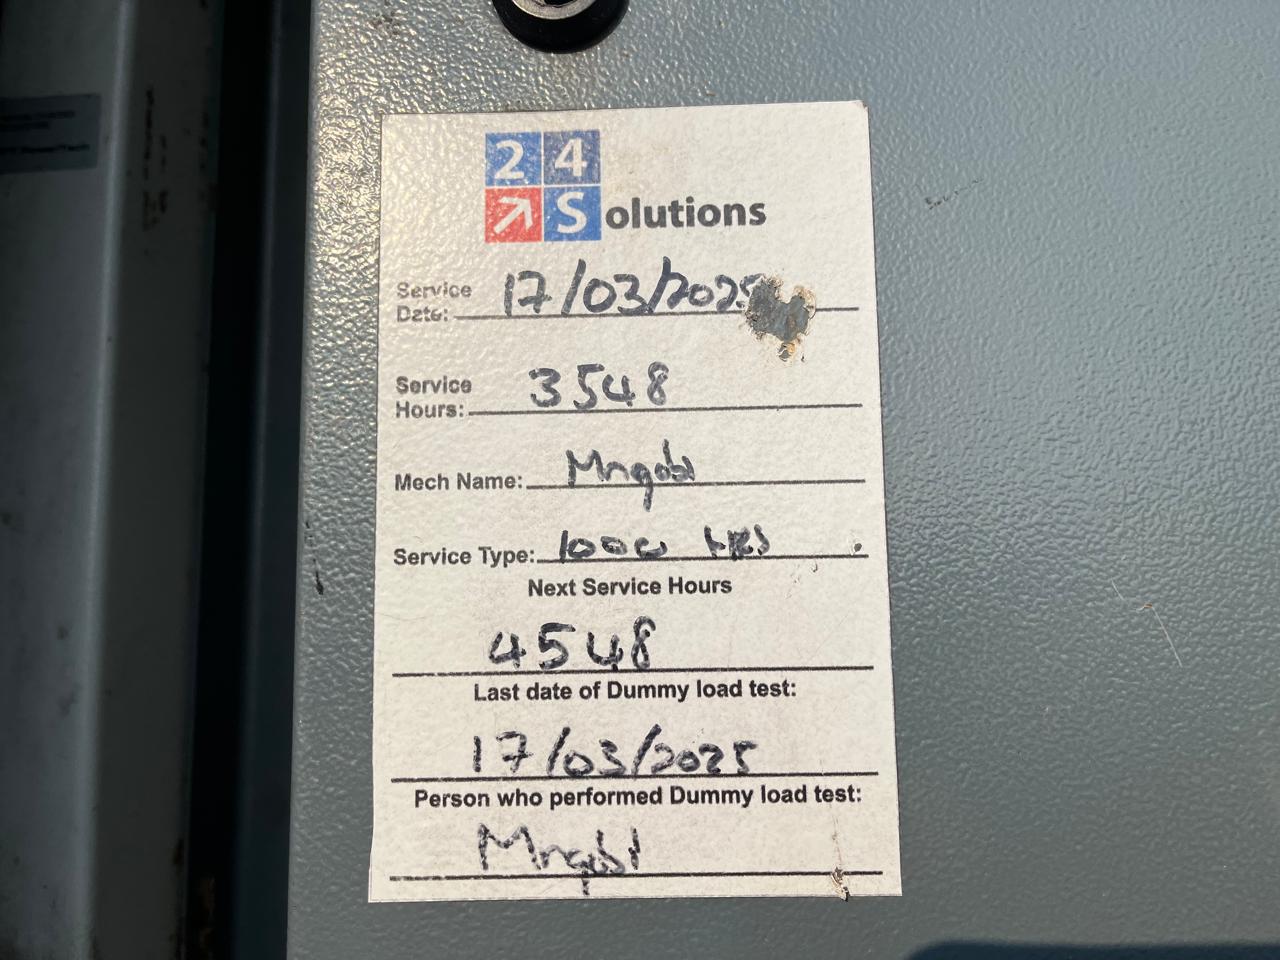 24
Solutions
Service
Date: 17/03/2025
Service
Hours: 3548
Mech Name: Mngobi
Service Type: 1000 HRS
Next Service Hours
4548
Last date of Dummy load test:
17/03/2025
Person who performed Dummy load test:
Mngobi